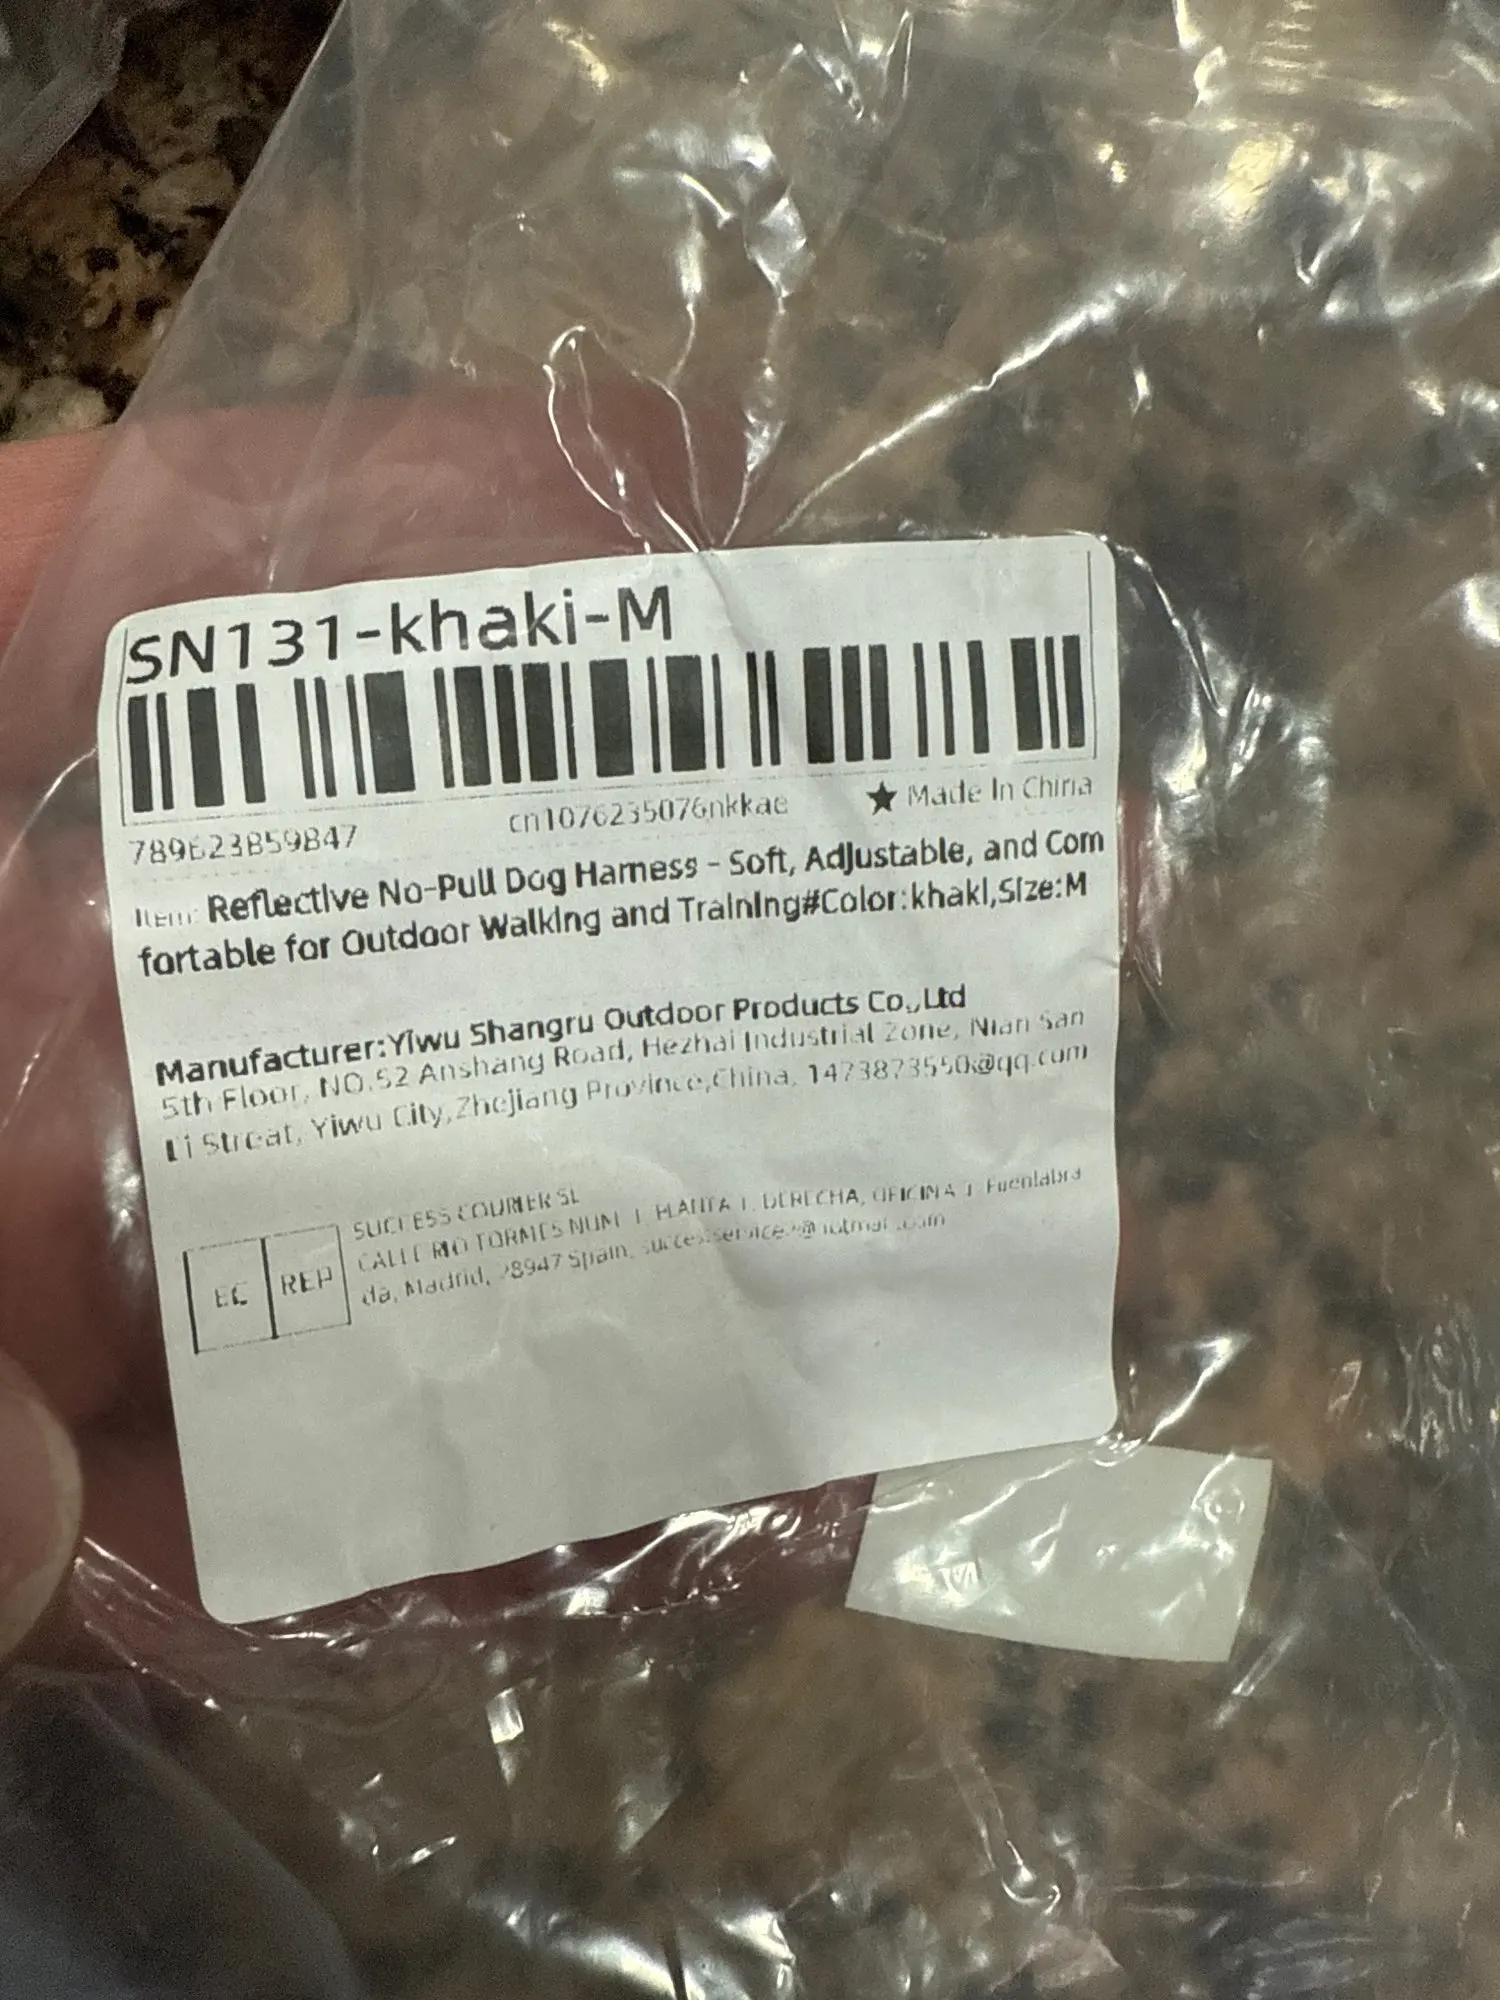 SN131-khaki-M
789623859847
cn1076235076nkkae
★ Made In China
Item: Reflective No-Pull Dog Harness - Soft, Adjustable, and Com
fortable for Outdoor Walking and Training#Color:khaki,Size:M
Manufacturer:Yiwu Shangru Outdoor Products Co.,Ltd
5th Floor, NO.52 Anshang Road, Hezhai Industrial Zone, Nian San
Li Streat, Yiwu City,Zhejiang Province,China, 1473873550@qq.com
SUCCESS COURIER SL
CALLE RIO TORMES NUM. 1, PLANTA 1, DERECHA, OFICINA Fuenlabra
da, Madrid, 28947 Spain,
EC REP